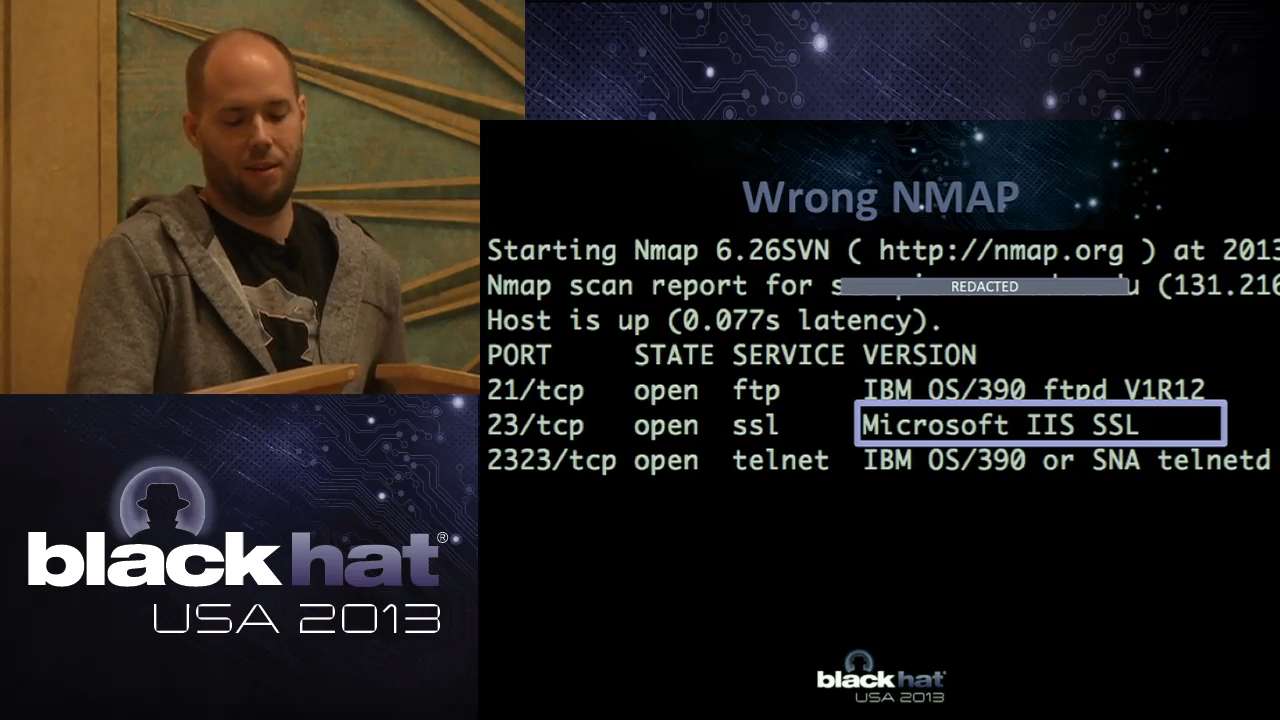 Wrong NMAP
Starting Nmap 6.26SVN ( http://nmap.org ) at 2013
Nmap scan report for s REDACTED u (131.216
Host is up (0.077s latency).
PORT STATE SERVICE VERSION
21/tcp open ftp IBM OS/390 ftpd V1R12
23/tcp open ssl Microsoft IIS SSL
2323/tcp open telnet IBM OS/390 or SNA telnetd
black hat®
USA 2013
black hat
USA 2013